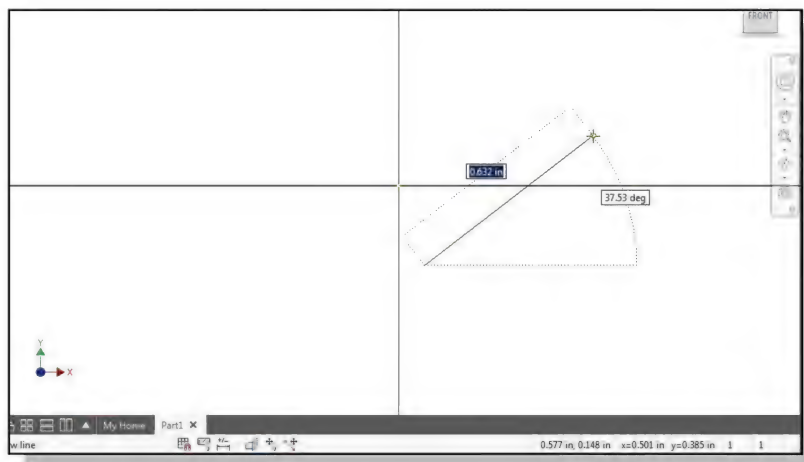 FRONT
0.632 in
37.53 deg
Y
X
My Home Part1 ×
w line 0.577 in, 0.148 in x=0.501 in y=0.385 in 1 1